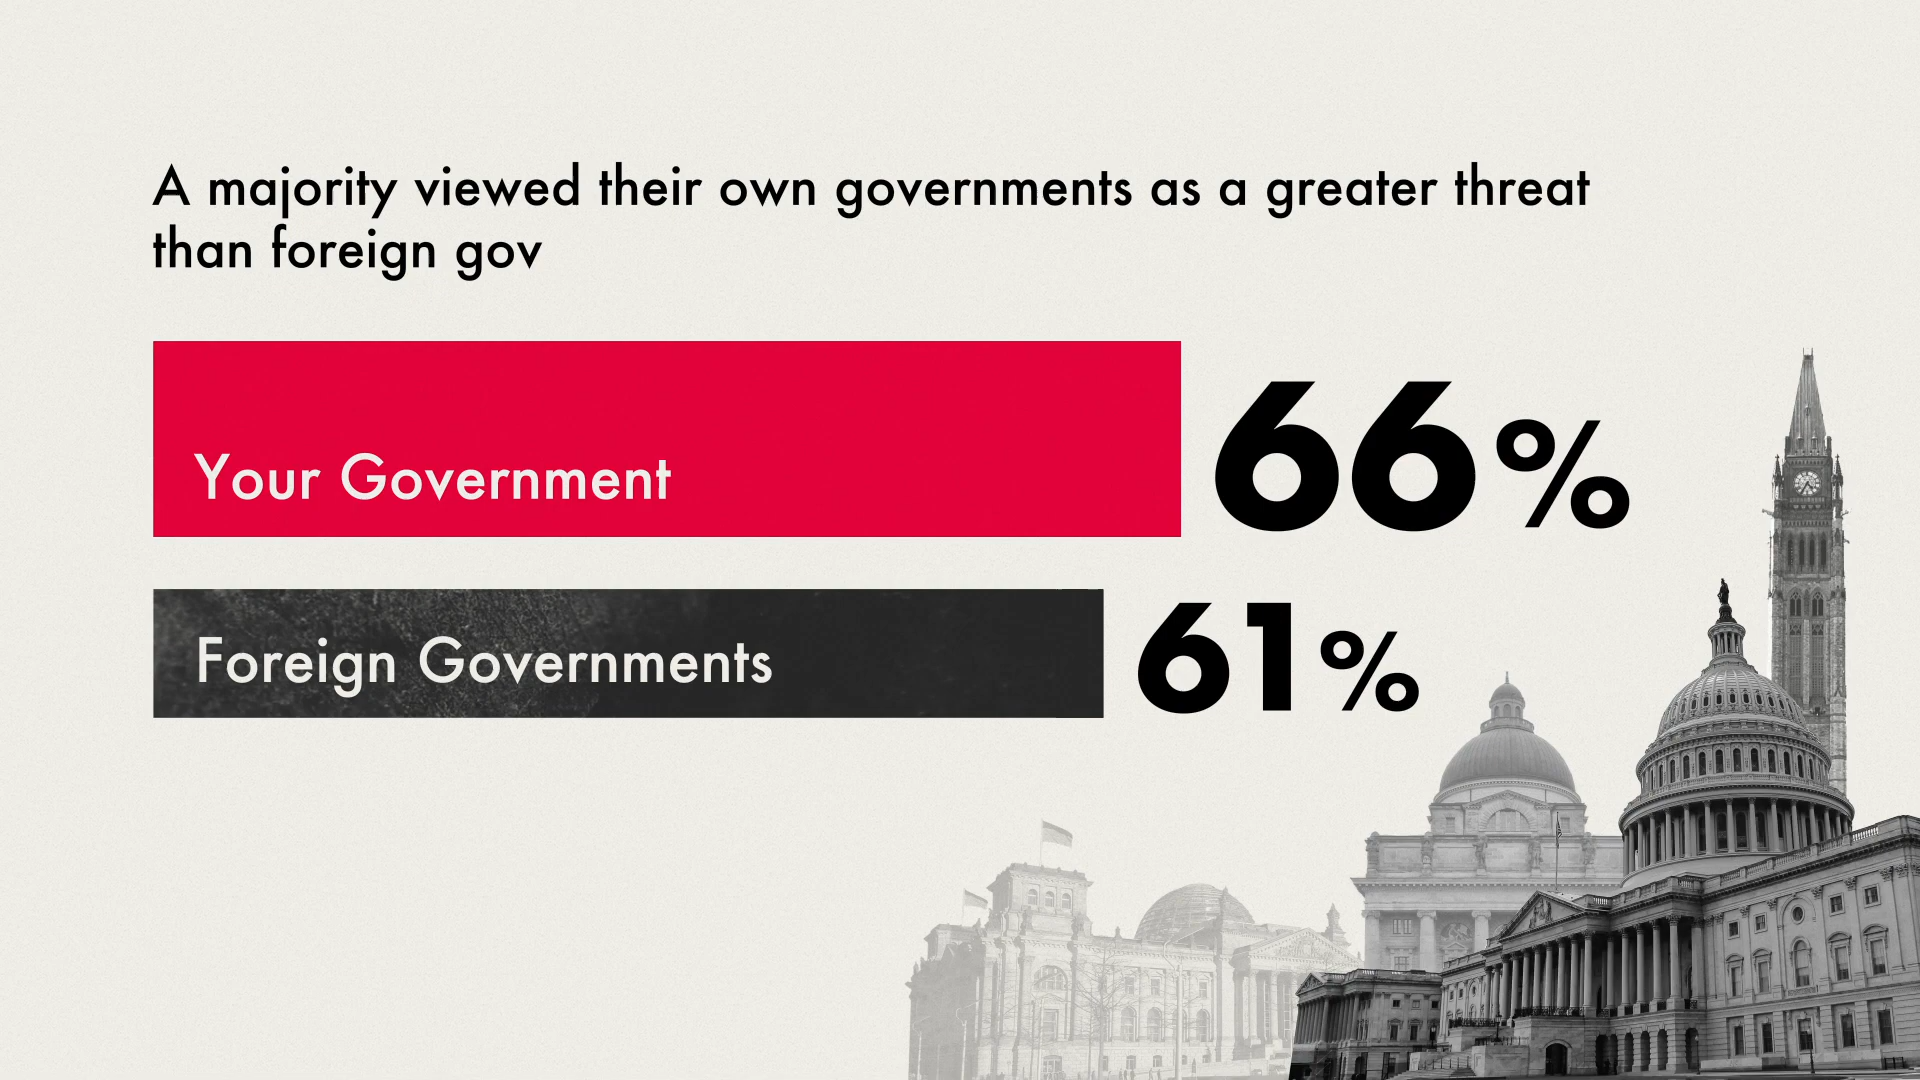 A majority viewed their own governments as a greater threat
than foreign gov
Your Government
66%
Foreign Governments
61%